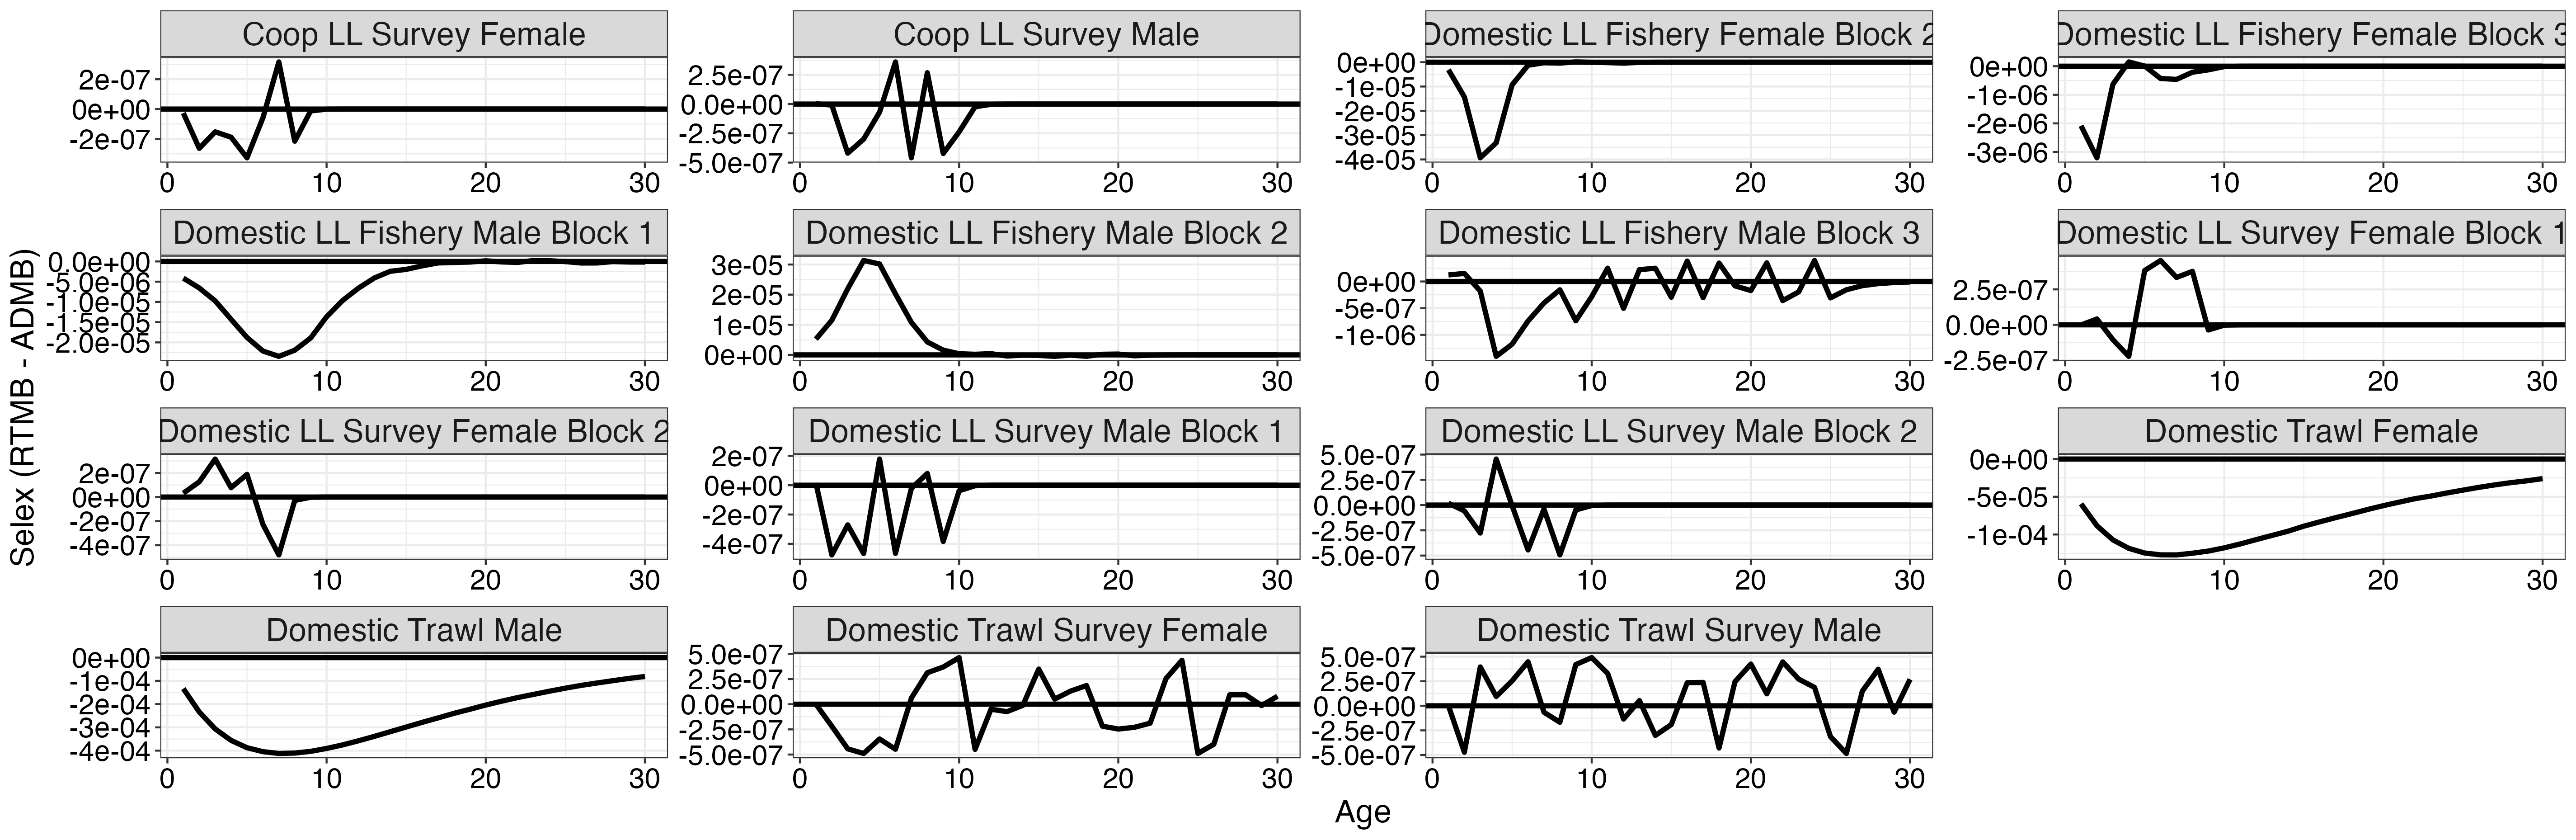 Coop LL Survey Female
Coop LL Survey Male
Domestic LL Fishery Female Block 2
Domestic LL Fishery Female Block 3
2e-07
0e+00
-2e-07
0 10 20 30
2.5e-07
0.0e+00
-2.5e-07
-5.0e-07
0 10 20 30
0e+00
-1e-05
-2e-05
-3e-05
-4e-05
0 10 20 30
0e+00
-1e-06
-2e-06
-3e-06
0 10 20 30
Domestic LL Fishery Male Block 1
Domestic LL Fishery Male Block 2
Domestic LL Fishery Male Block 3
Domestic LL Survey Female Block 1
0.0e+00
-5.0e-06
-1.0e-05
-1.5e-05
-2.0e-05
0 10 20 30
3e-05
2e-05
1e-05
0e+00
0 10 20 30
0e+00
-5e-07
-1e-06
0 10 20 30
2.5e-07
0.0e+00
-2.5e-07
0 10 20 30
Selex (RTMB - ADMB)
Domestic LL Survey Female Block 2
Domestic LL Survey Male Block 1
Domestic LL Survey Male Block 2
Domestic Trawl Female
2e-07
0e+00
-2e-07
-4e-07
0 10 20 30
2e-07
0e+00
-2e-07
-4e-07
0 10 20 30
5.0e-07
2.5e-07
0.0e+00
-2.5e-07
-5.0e-07
0 10 20 30
0e+00
-5e-05
-1e-04
0 10 20 30
Domestic Trawl Male
Domestic Trawl Survey Female
Domestic Trawl Survey Male
0e+00
-1e-04
-2e-04
-3e-04
-4e-04
0 10 20 30
5.0e-07
2.5e-07
0.0e+00
-2.5e-07
-5.0e-07
0 10 20 30
5.0e-07
2.5e-07
0.0e+00
-2.5e-07
-5.0e-07
0 10 20 30
Age